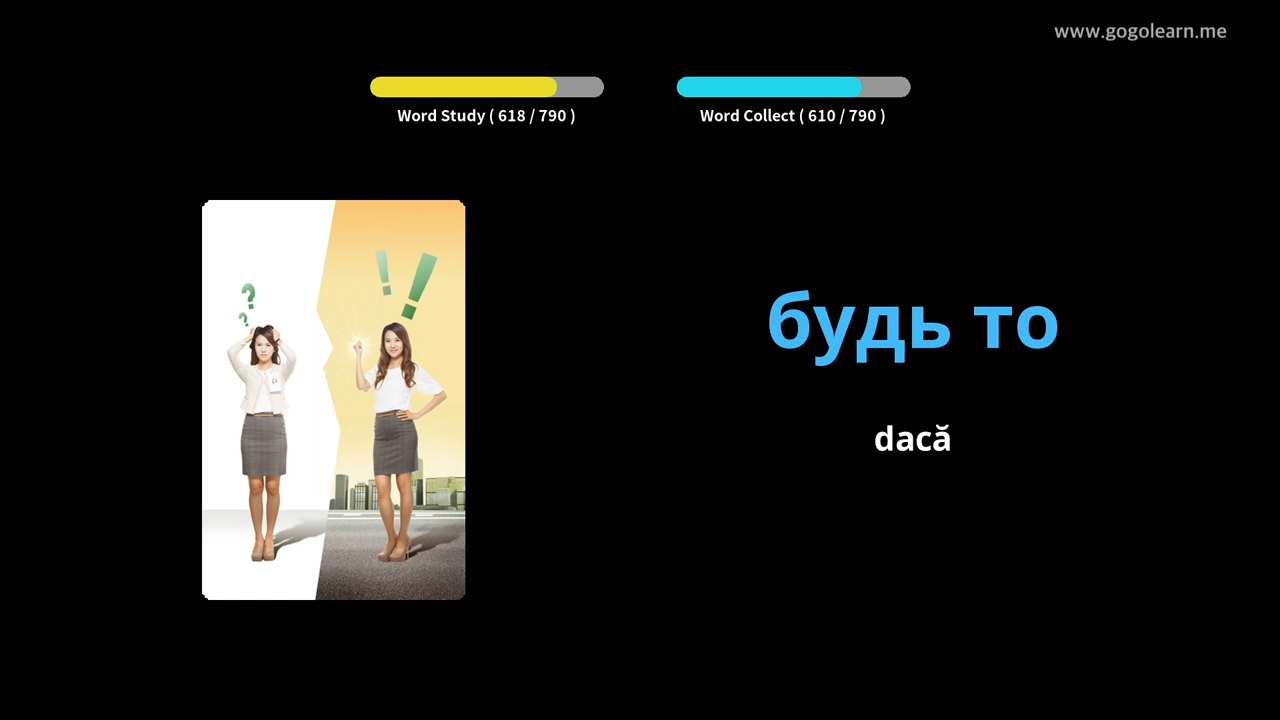 www.gogolearn.me
Word Study ( 618 / 790 )
Word Collect ( 610 / 790 )
? !!
?
будь то
dacă